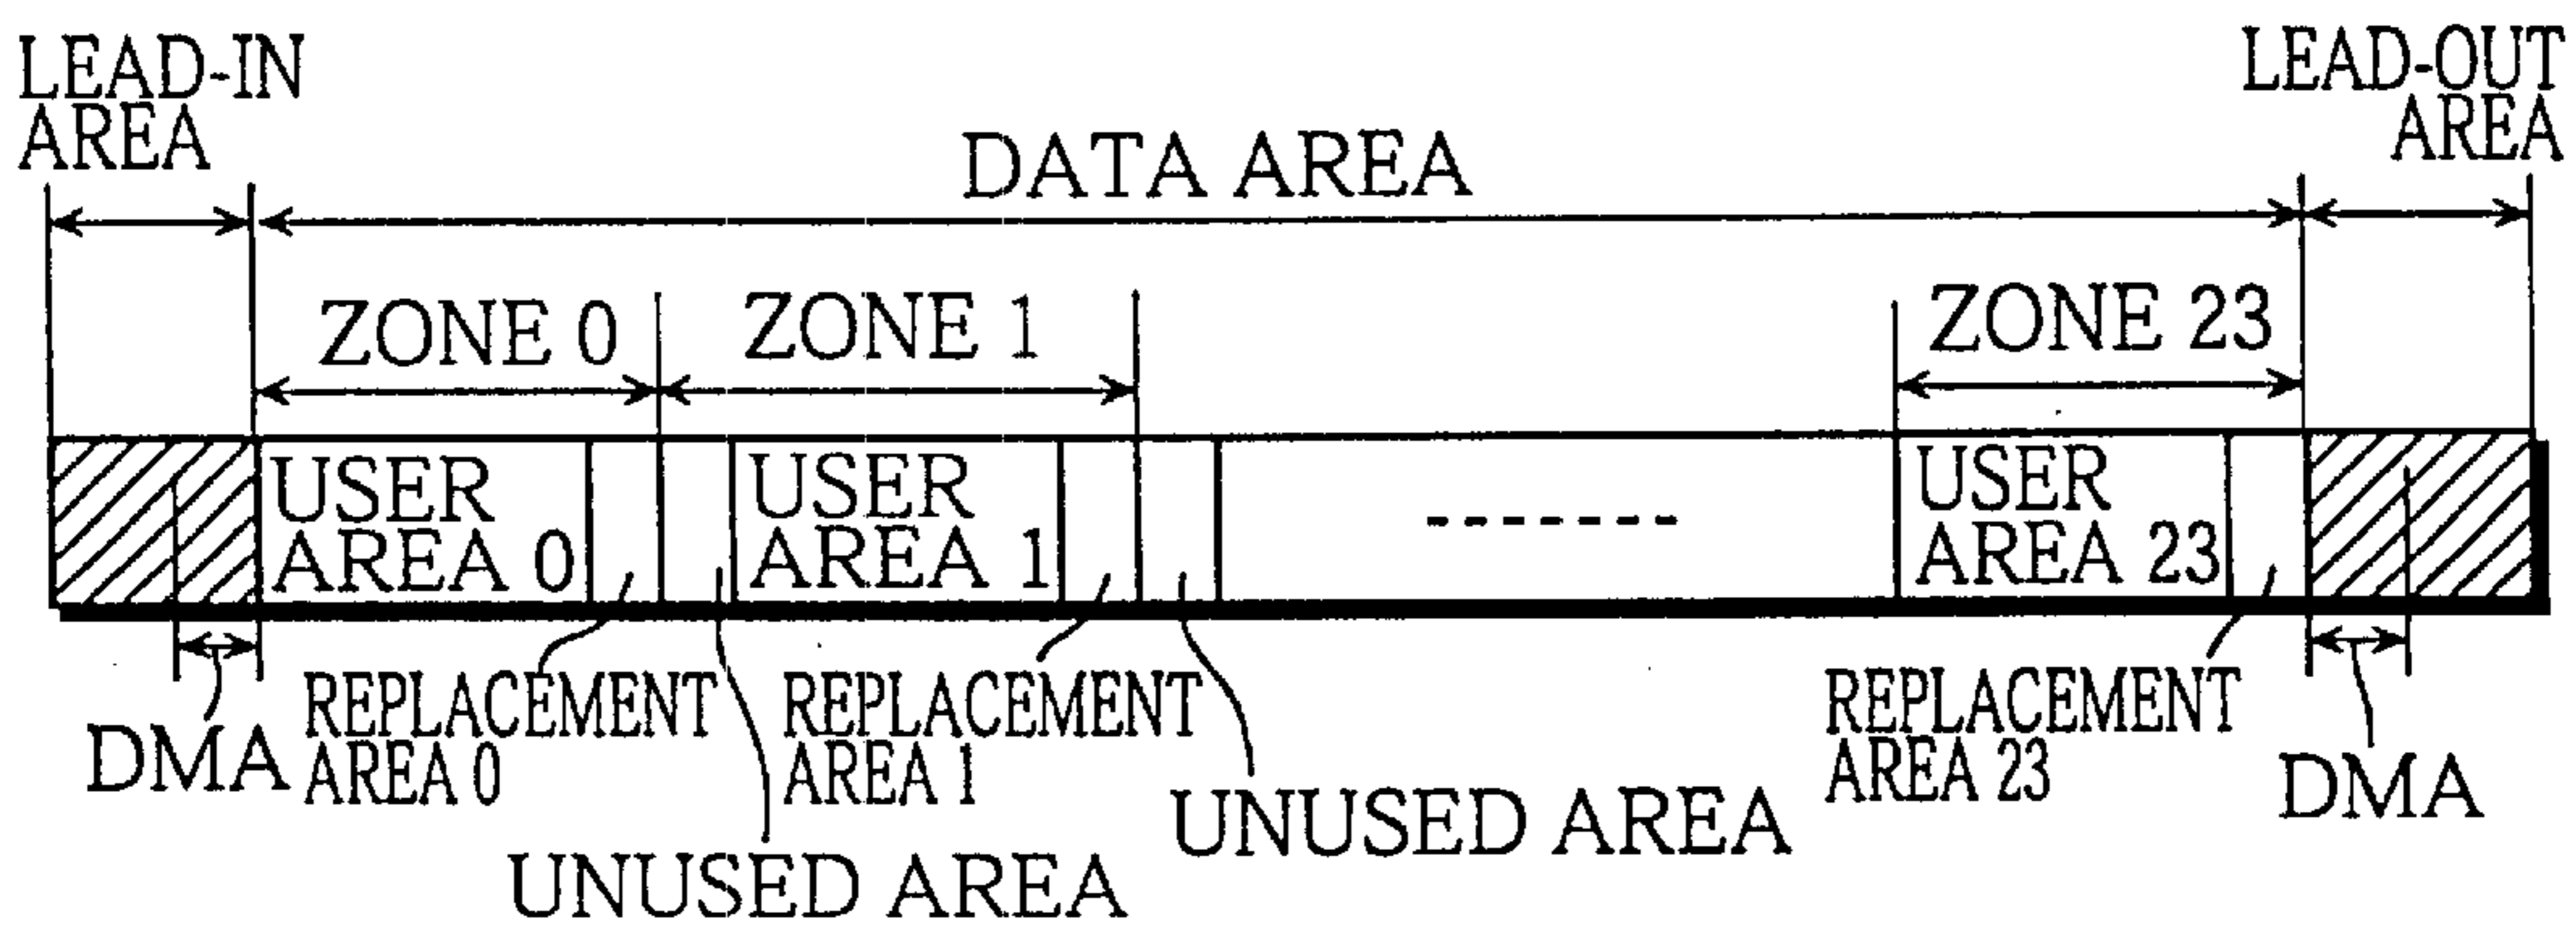 LEAD-IN
AREA
LEAD-OUT
AREA
DATA AREA
ZONE 0
ZONE 1
ZONE 23
USER
AREA 0
USER
AREA 1
USER
AREA 23
DMA
REPLACEMENT
AREA 0
UNUSED AREA
REPLACEMENT
AREA 1
UNUSED AREA
REPLACEMENT
AREA 23
DMA